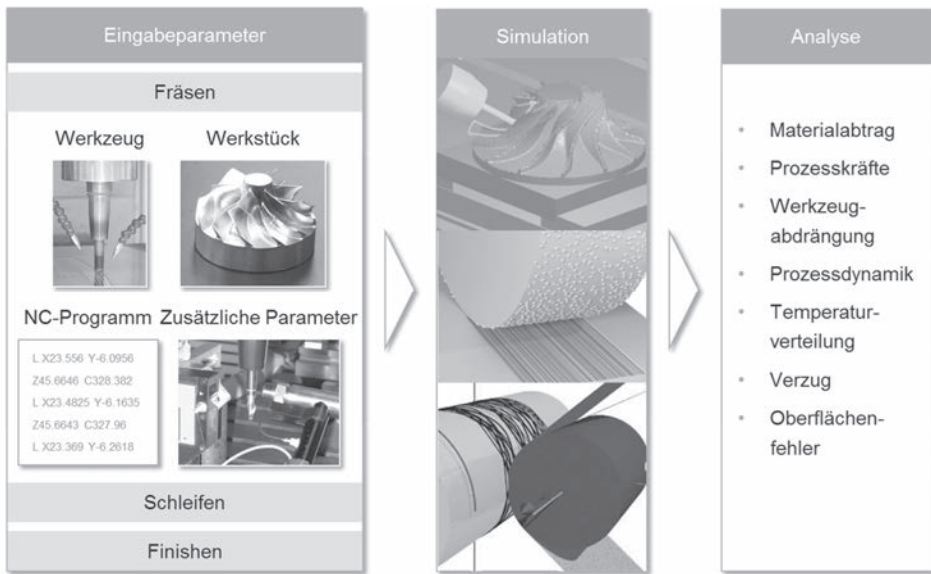 Eingabeparameter
Fräsen
Werkzeug
Werkstück
NC-Programm
Zusätzliche Parameter
L X23.556 Y-6.0956
Z45.6646 C328.382
L X23.4825 Y-6.1635
Z45.6643 C327.96
L X23.369 Y-6.2618
Schleifen
Finishen
Simulation
Analyse
• Materialabtrag
• Prozesskräfte
• Werkzeug-
abdrängung
• Prozessdynamik
• Temperatur-
verteilung
• Verzug
• Oberflächen-
fehler